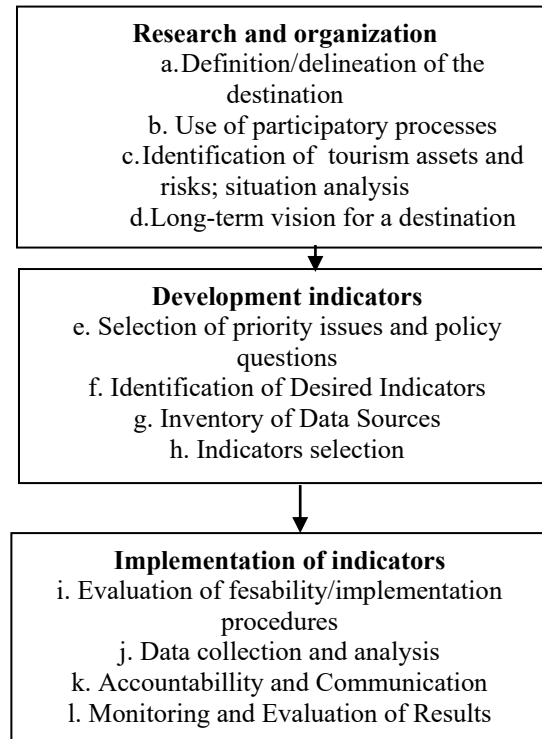 Research and organization
a.Definition/delineation of the
destination
b. Use of participatory processes
c.Identification of tourism assets and
risks; situation analysis
d.Long-term vision for a destination
Development indicators
e. Selection of priority issues and policy
questions
f. Identification of Desired Indicators
g. Inventory of Data Sources
h. Indicators selection
Implementation of indicators
i. Evaluation of fesability/implementation
procedures
j. Data collection and analysis
k. Accountabillity and Communication
l. Monitoring and Evaluation of Results